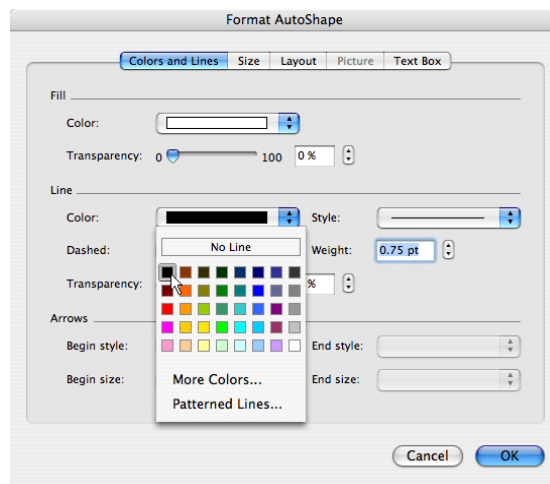 Format AutoShape
Colors and Lines Size Layout Picture Text Box
Fill
Color:
Transparency: 0 100 0 %
Line
Color: Style:
No Line
Dashed: Weight: 0.75 pt
Transparency: %
Arrows
Begin style: End style:
Begin size: End size:
More Colors...
Patterned Lines...
Cancel OK